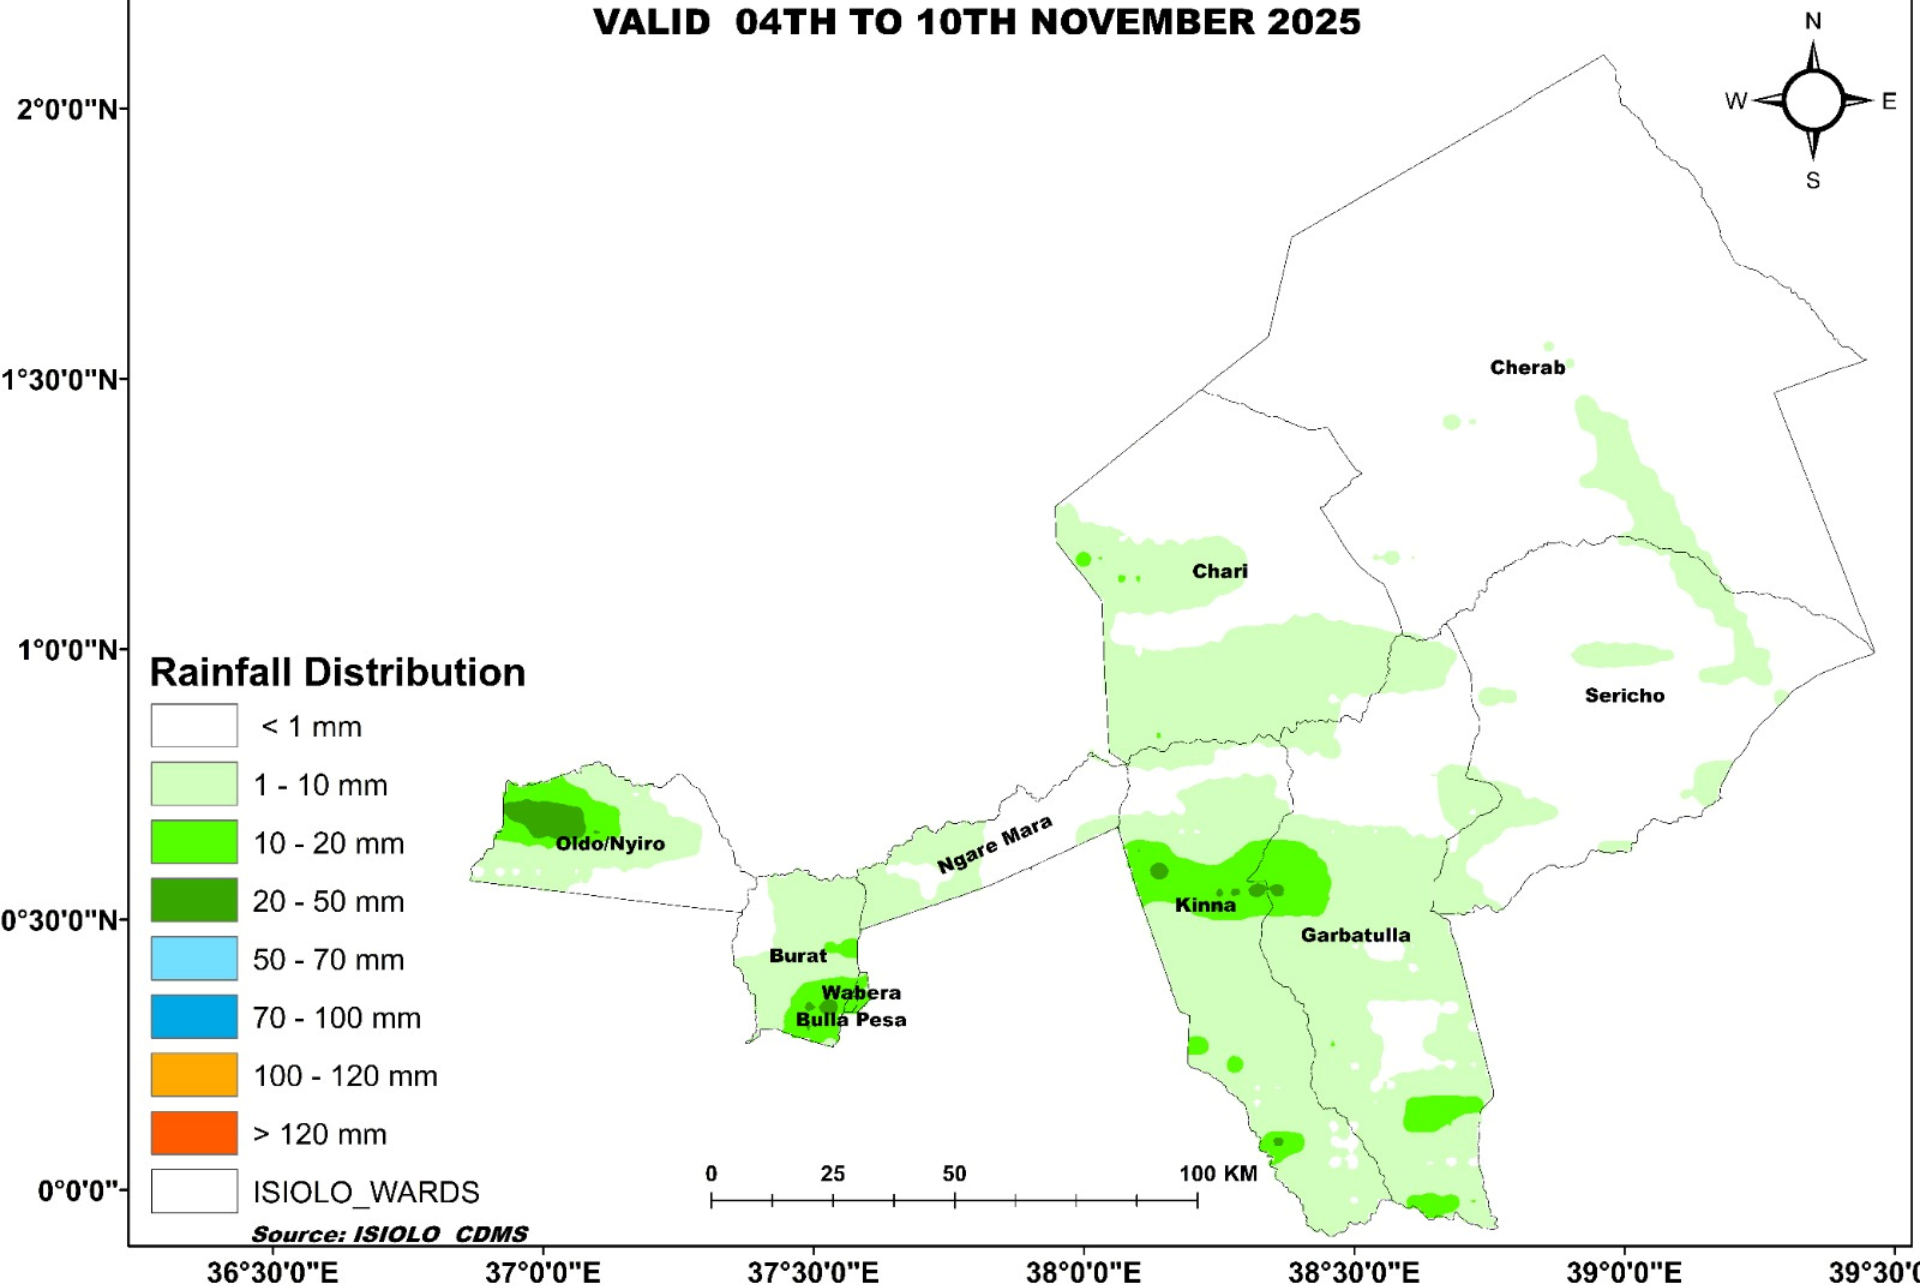 VALID 04TH TO 10TH NOVEMBER 2025
N
W E
S
2°0'0"N
1°30'0"N
1°0'0"N
0°30'0"N
0°0'0"
Cherab
Chari
Sericho
Oldo/Nyiro
Ngare Mara
Kinna
Garbatulla
Burat
Wabera
Bulla Pesa
Rainfall Distribution
< 1 mm
1 - 10 mm
10 - 20 mm
20 - 50 mm
50 - 70 mm
70 - 100 mm
100 - 120 mm
> 120 mm
ISIOLO_WARDS
Source: ISIOLO CDMS
0 25 50 100 KM
36°30'0"E 37°0'0"E 37°30'0"E 38°0'0"E 38°30'0"E 39°0'0"E 39°30'0